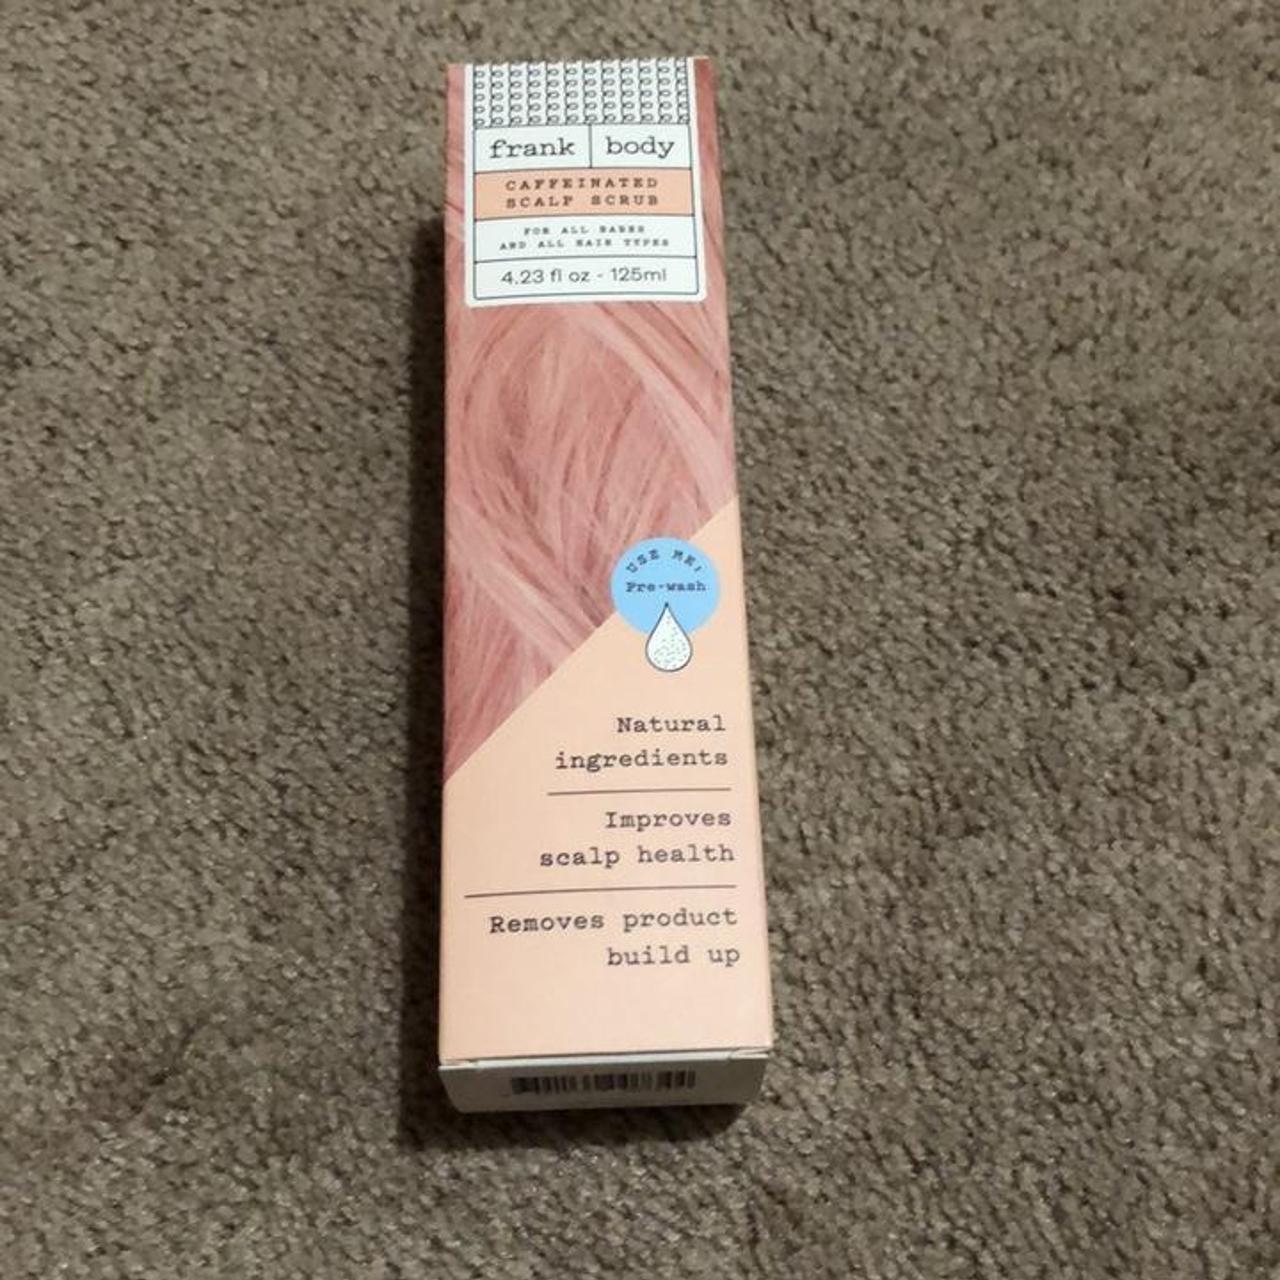 frank body
CAFFEINATED
SCALP SCRUB
FOR ALL BABES
AND ALL HAIR TYPES
4.23 fl oz - 125ml
USE ME:
Pre-wash
Natural
ingredients
Improves
scalp health
Removes product
build up